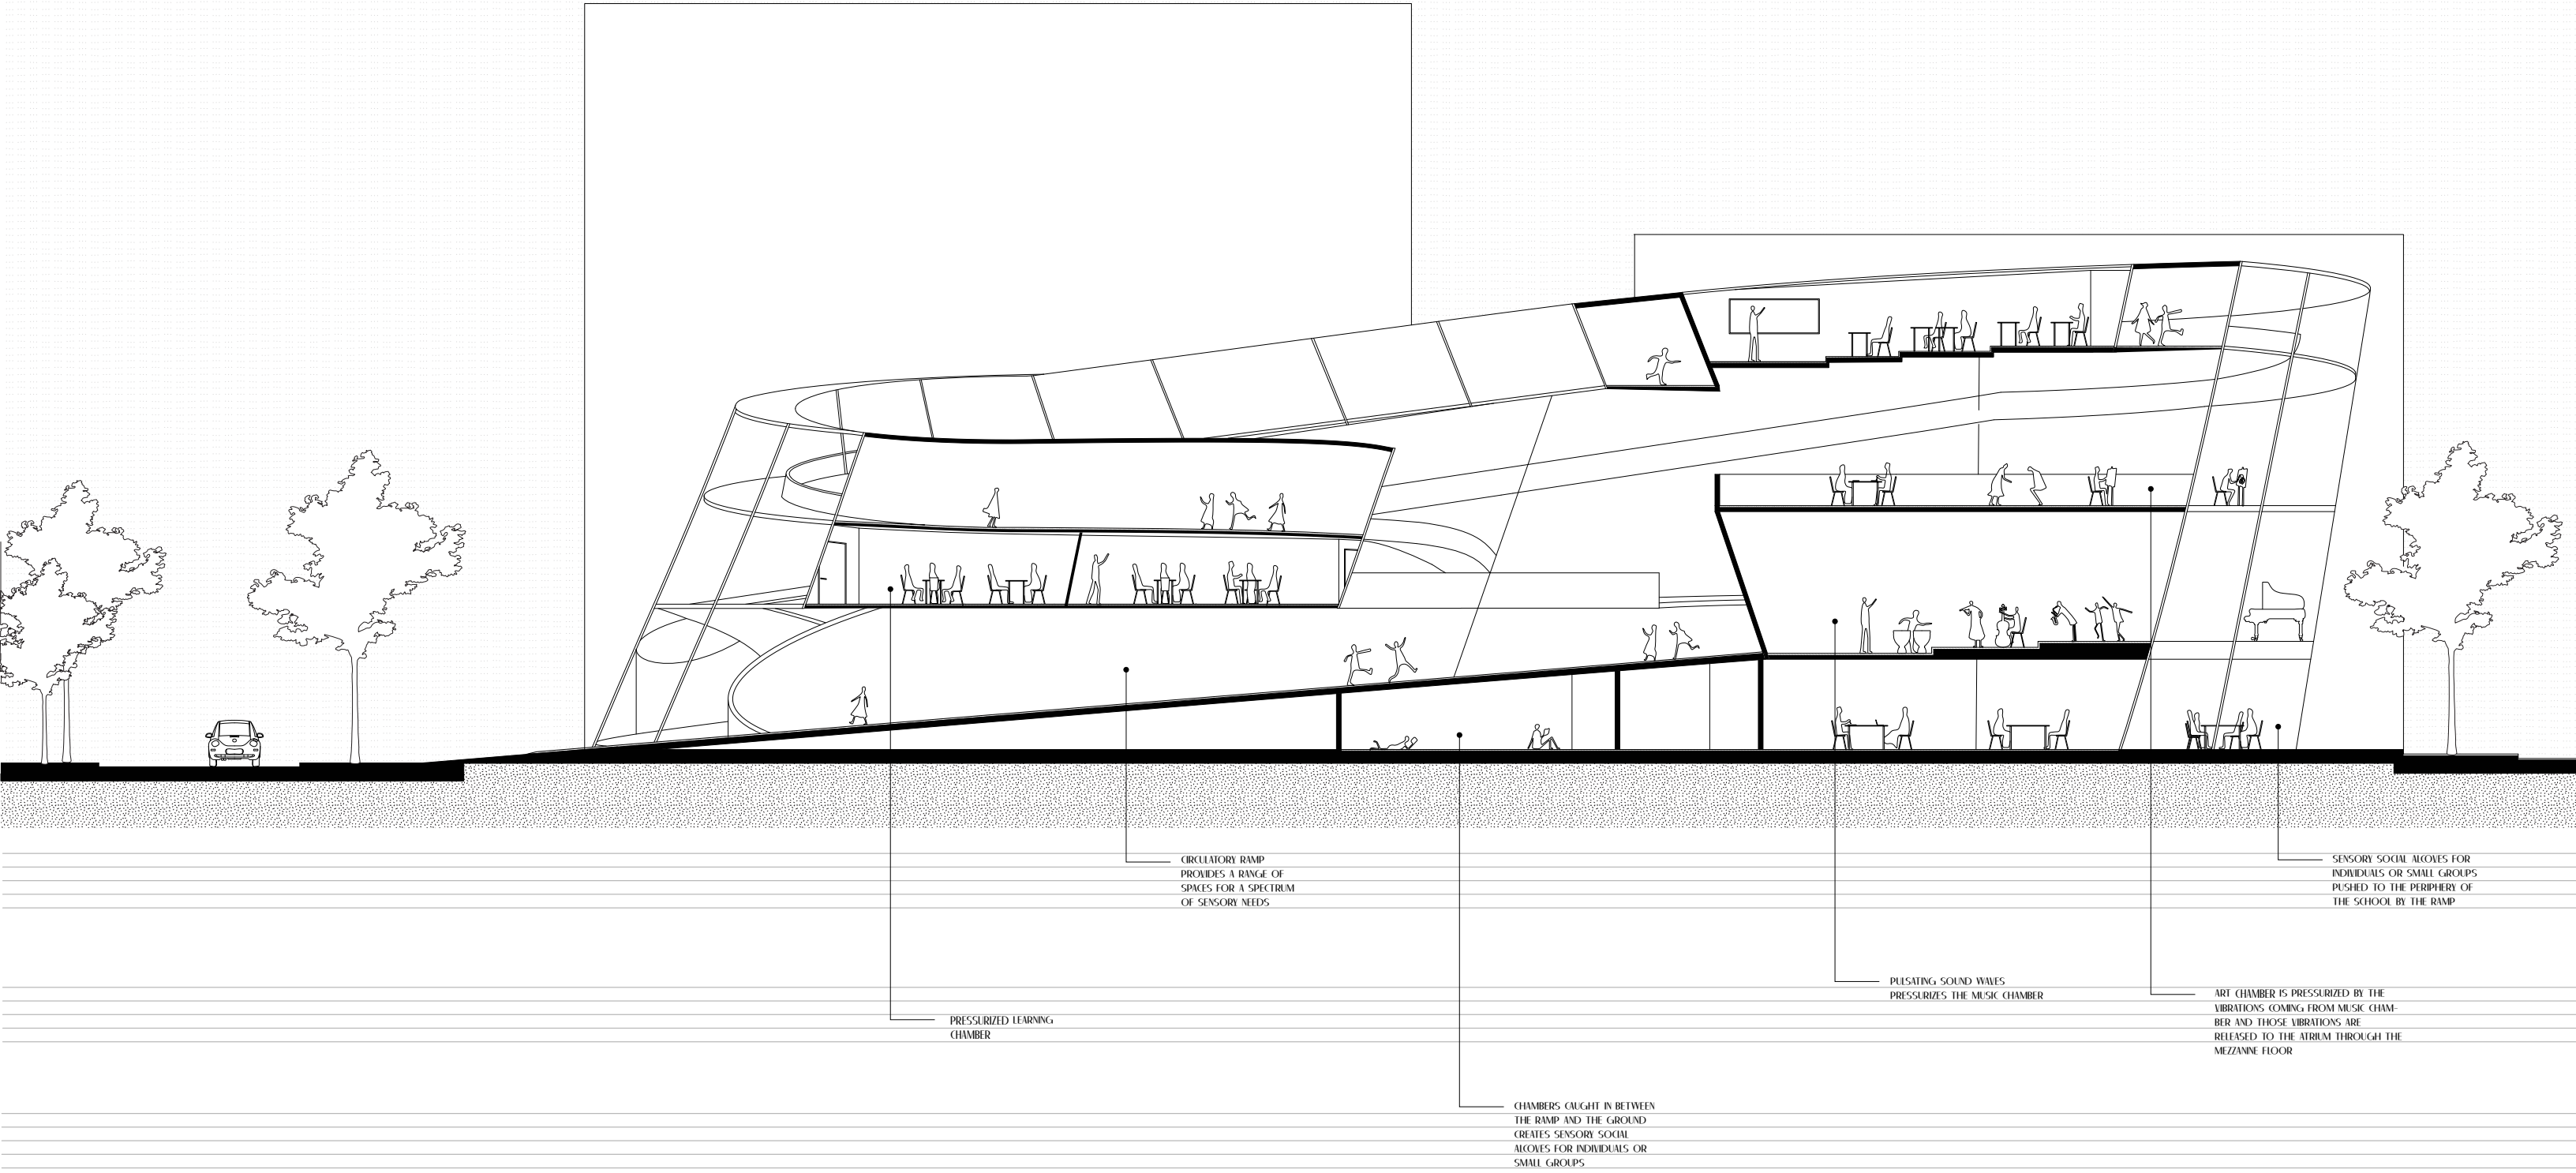 CIRCULATORY RAMP
PROVIDES A RANGE OF
SPACES FOR A SPECTRUM
OF SENSORY NEEDS
SENSORY SOCIAL ALCOVES FOR
INDIVIDUALS OR SMALL GROUPS
PUSHED TO THE PERIPHERY OF
THE SCHOOL BY THE RAMP
PULSATING SOUND WAVES
PRESSURIZES THE MUSIC CHAMBER
ART CHAMBER IS PRESSURIZED BY THE
VIBRATIONS COMING FROM MUSIC CHAM-
BER AND THOSE VIBRATIONS ARE
RELEASED TO THE ATRIUM THROUGH THE
MEZZANINE FLOOR
PRESSURIZED LEARNING
CHAMBER
CHAMBERS CAUGHT IN BETWEEN
THE RAMP AND THE GROUND
CREATES SENSORY SOCIAL
ALCOVES FOR INDIVIDUALS OR
SMALL GROUPS